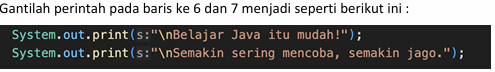 Gantilah perintah pada baris ke 6 dan 7 menjadi seperti berikut ini :
System.out.print(s:"\nBelajar Java itu mudah!");
System.out.print(s:"\nSemakin sering mencoba, semakin jago.");